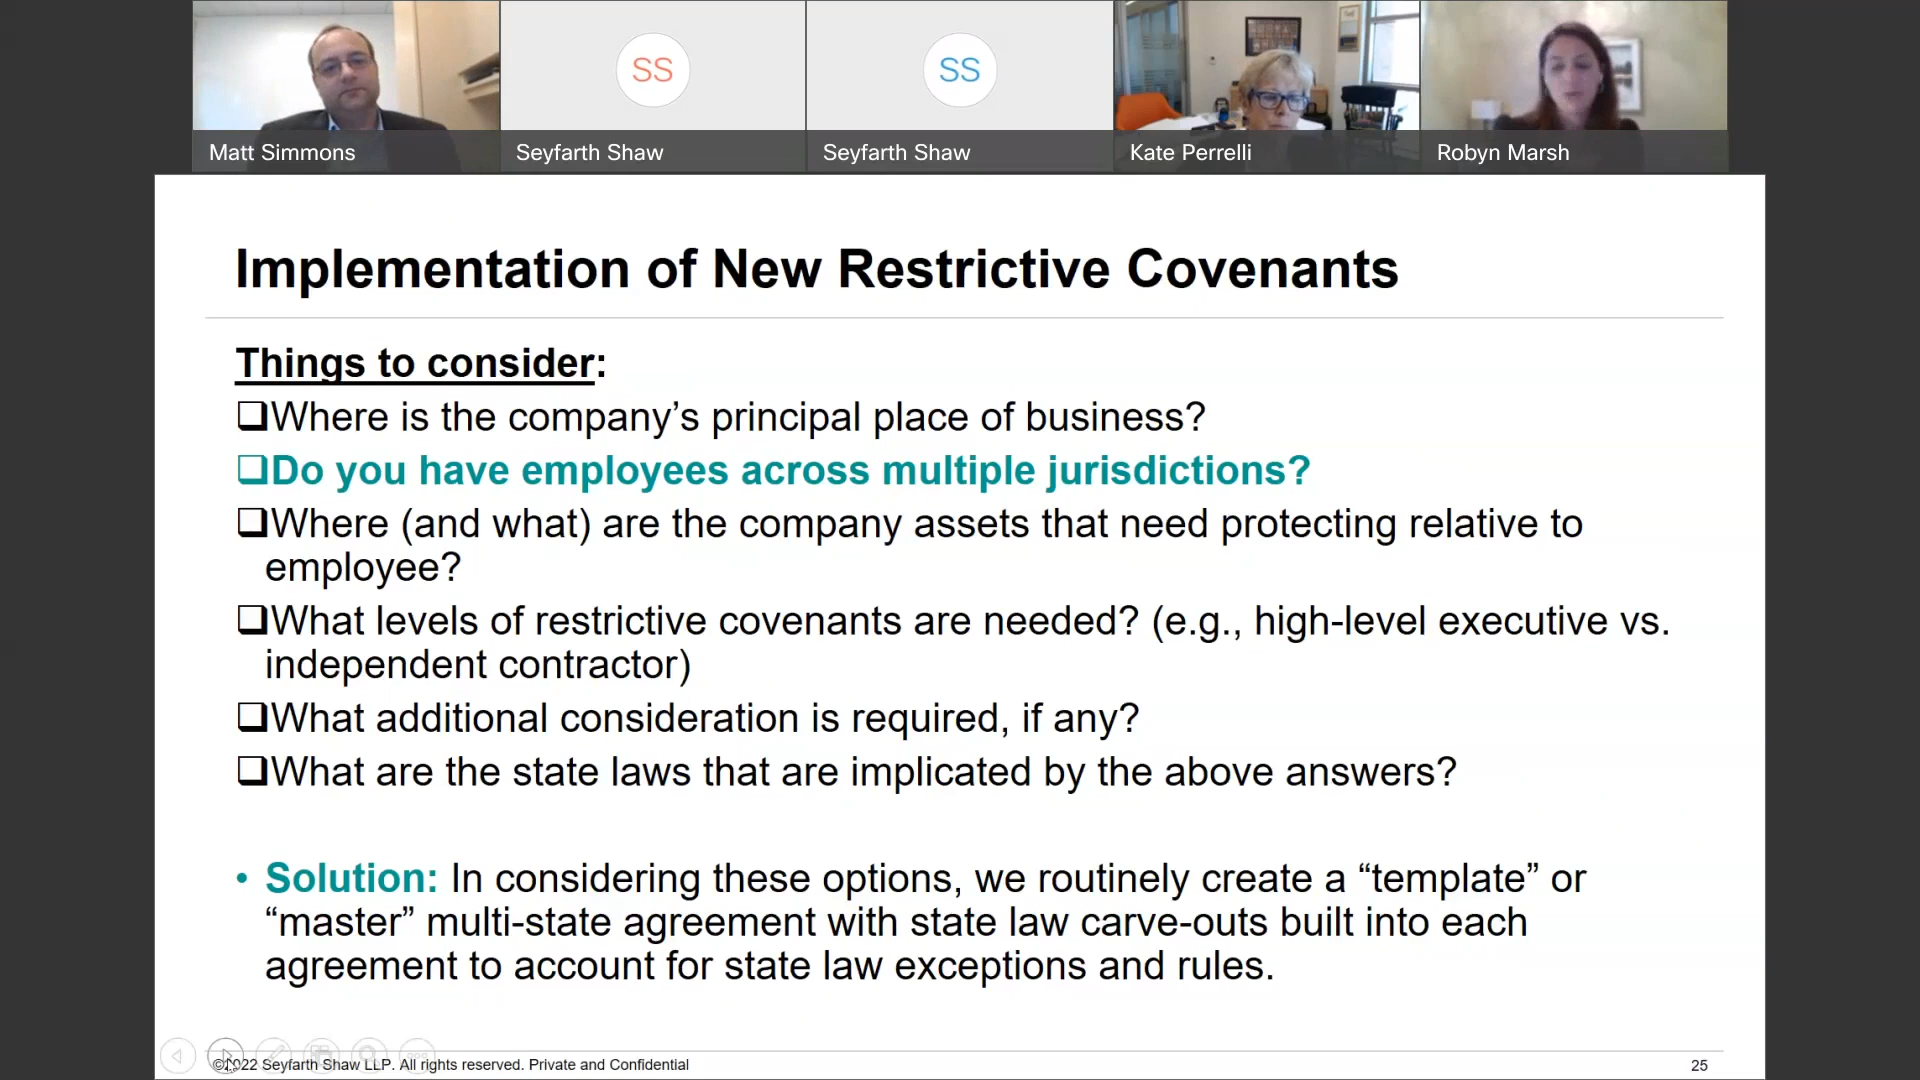 SS
SS
Matt Simmons
Seyfarth Shaw
Seyfarth Shaw
Kate Perrelli
Robyn Marsh
Implementation of New Restrictive Covenants
Things to consider:
❑Where is the company’s principal place of business?
❑Do you have employees across multiple jurisdictions?
❑Where (and what) are the company assets that need protecting relative to
employee?
❑What levels of restrictive covenants are needed? (e.g., high-level executive vs.
independent contractor)
❑What additional consideration is required, if any?
❑What are the state laws that are implicated by the above answers?
• Solution: In considering these options, we routinely create a “template” or
“master” multi-state agreement with state law carve-outs built into each
agreement to account for state law exceptions and rules.
©2022 Seyfarth Shaw LLP. All rights reserved. Private and Confidential
25